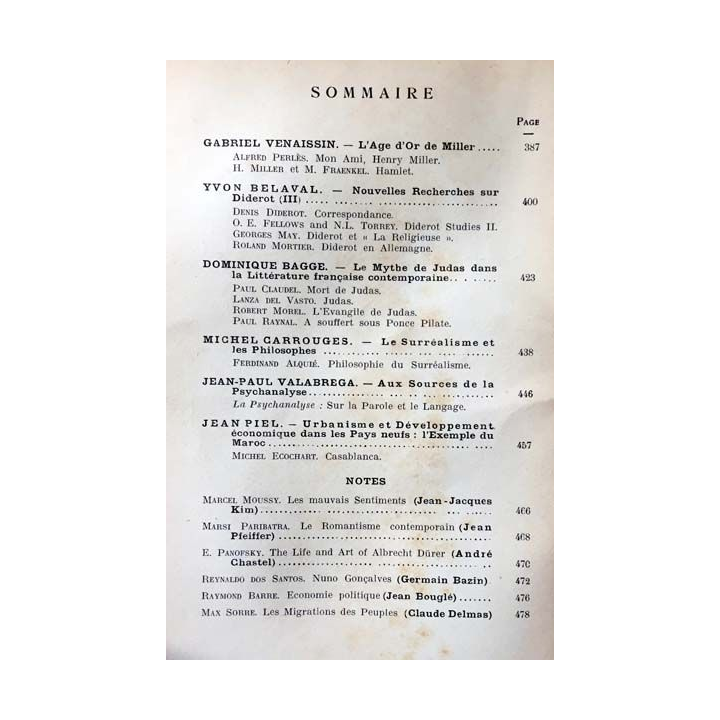 SOMMAIRE
PAGE
GABRIEL VENAISSIN. — L'Age d'Or de Miller ..... 387
ALFRED PERLÈS. Mon Ami, Henry Miller.
H. MILLER et M. FRAENKEL. Hamlet.
YVON BELAVAL. — Nouvelles Recherches sur
Diderot (III) ..... ....... .......................... 400
DENIS DIDEROT. Correspondance.
O. E. FELLOWS and N.L. TORREY. Diderot Studies II.
GEORGES MAY. Diderot et « La Religieuse ».
ROLAND MORTIER. Diderot en Allemagne.
DOMINIQUE BAGGE. — Le Mythe de Judas dans
la Littérature française contemporaine.. . ..... 423
PAUL CLAUDEL. Mort de Judas.
LANZA DEL VASTO. Judas.
ROBERT MOREL. L'Evangile de Judas.
PAUL RAYNAL. A souffert sous Ponce Pilate.
MICHEL CARROUGES. — Le Surréalisme et
les Philosophes ........... ... .. ... ... ...... 438
FERDINAND ALQUIÉ. Philosophie du Surréalisme.
JEAN-PAUL VALABREGA. — Aux Sources de la
Psychanalyse............. ... .. .. ............ 446
La Psychanalyse : Sur la Parole et le Langage.
JEAN PIEL. — Urbanisme et Développement
économique dans les Pays neufs : l'Exemple du
Maroc ........................................... 457
MICHEL ECOCHART. Casablanca.
NOTES
MARCEL MOUSSY. Les mauvais Sentiments (Jean-Jacques
Kim)............................... ... .... 466
MARSI PARIBATRA. Le Romantisme contemporain (Jean
Pfeiffer) ....................................... 468
E. PANOFSKY. The Life and Art of Albrecht Dürer (André
Chastel) ................. ................. .. 470
REYNALDO DOS SANTOS. Nuno Gonçalves (Germain Bazin) 472
RAYMOND BARRE. Economie politique (Jean Bouglé)....... 476
MAX SORRE. Les Migrations des Peuples (Claude Delmas) 478